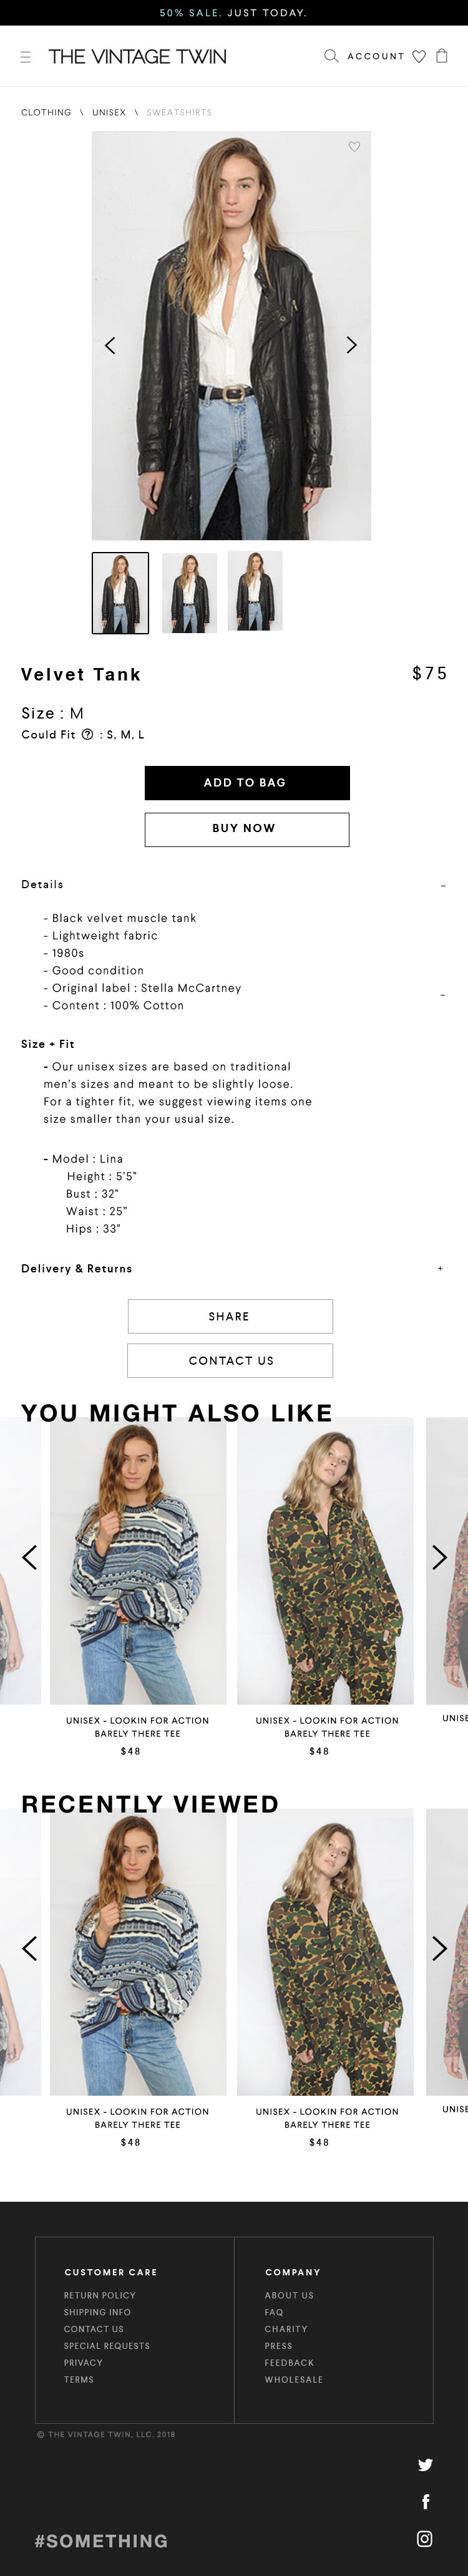 50% SALE. JUST TODAY.
THE VINTAGE TWIN
ACCOUNT
CLOTHING \ UNISEX \ SWEATSHIRTS
Velvet Tank
$75
Size : M
Could Fit ? : S, M, L
ADD TO BAG
BUY NOW
Details –
- Black velvet muscle tank
- Lightweight fabric
- 1980s
- Good condition
- Original label : Stella McCartney
–
- Content : 100% Cotton
Size + Fit
- Our unisex sizes are based on traditional
men's sizes and meant to be slightly loose.
For a tighter fit, we suggest viewing items one
size smaller than your usual size.
- Model : Lina
Height : 5'5"
Bust : 32"
Waist : 25"
Hips : 33"
Delivery & Returns +
SHARE
CONTACT US
YOU MIGHT ALSO LIKE
UNISEX - LOOKIN FOR ACTION
BARELY THERE TEE
$48
UNISEX - LOOKIN FOR ACTION
BARELY THERE TEE
$48
UNISE
RECENTLY VIEWED
UNISEX - LOOKIN FOR ACTION
BARELY THERE TEE
$48
UNISEX - LOOKIN FOR ACTION
BARELY THERE TEE
$48
UNISE
CUSTOMER CARE
RETURN POLICY
SHIPPING INFO
CONTACT US
SPECIAL REQUESTS
PRIVACY
TERMS
COMPANY
ABOUT US
FAQ
CHARITY
PRESS
FEEDBACK
WHOLESALE
© THE VINTAGE TWIN, LLC. 2018
#SOMETHING